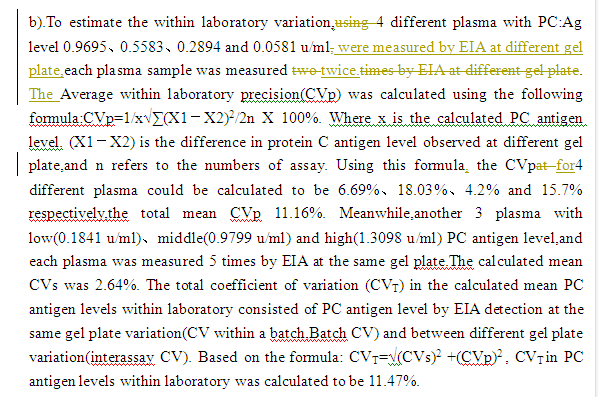 b).To estimate the within laboratory variation,using 4 different plasma with PC:Ag
level 0.9695、0.5583、0.2894 and 0.0581 u/ml, were measured by EIA at different gel
plate.each plasma sample was measured two twice.times by EIA at different gel plate.
The Average within laboratory precision(CVp) was calculated using the following
formula:CVp=1/x√∑(X1－X2)²/2n X 100%. Where x is the calculated PC antigen
level. (X1－X2) is the difference in protein C antigen level observed at different gel
plate,and n refers to the numbers of assay. Using this formula, the CVpat for4
different plasma could be calculated to be 6.69%、18.03%、4.2% and 15.7%
respectively.the total mean CVp 11.16%. Meanwhile,another 3 plasma with
low(0.1841 u/ml)、middle(0.9799 u/ml) and high(1.3098 u/ml) PC antigen level,and
each plasma was measured 5 times by EIA at the same gel plate.The calculated mean
CVs was 2.64%. The total coefficient of variation (CVT) in the calculated mean PC
antigen levels within laboratory consisted of PC antigen level by EIA detection at the
same gel plate variation(CV within a batch.Batch CV) and between different gel plate
variation(interassay CV). Based on the formula: CVT=√(CVs)² +(CVp)², CVT in PC
antigen levels within laboratory was calculated to be 11.47%.